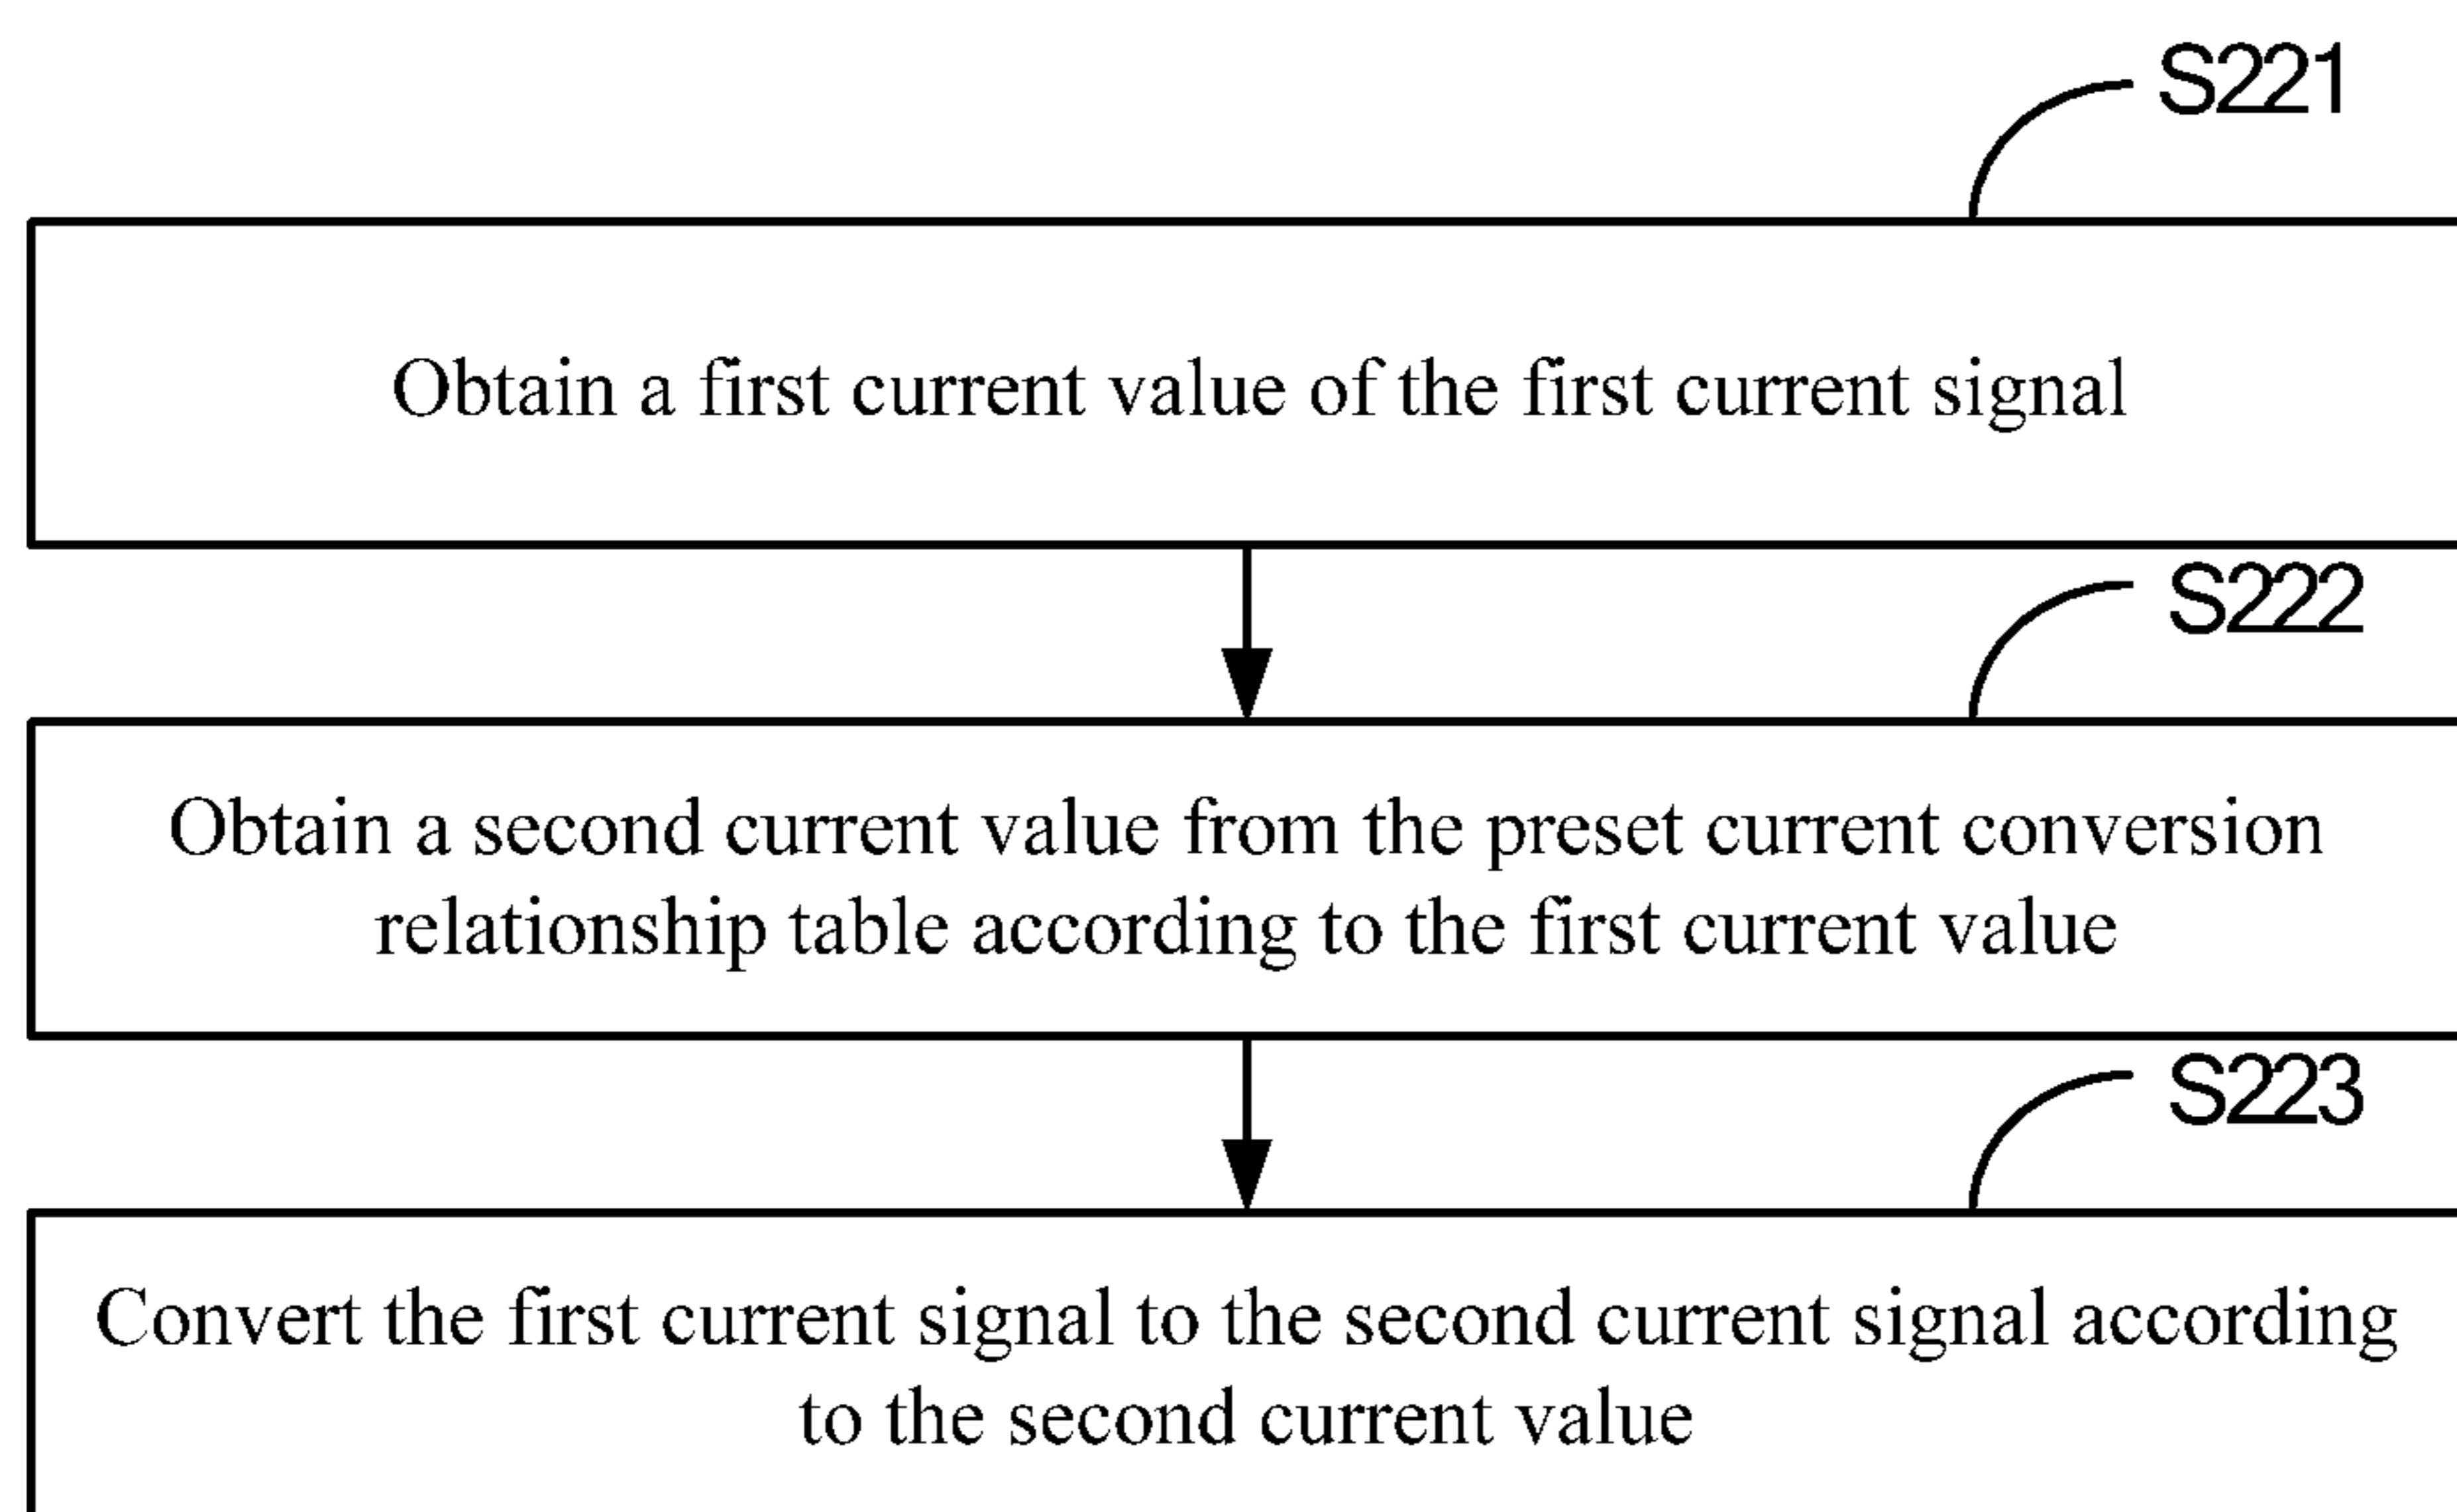 S221
Obtain a first current value of the first current signal
S222
Obtain a second current value from the preset current conversion
relationship table according to the first current value
S223
Convert the first current signal to the second current signal according
to the second current value